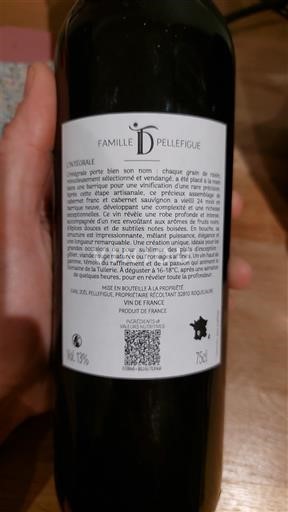 FAMILLE D PELLEFIGUE
L'INTÉGRALE
L'intégrale porte bien son nom : chaque grain de raisin,
minutieusement sélectionné et vendangé, a été placé à la main
dans une barrique pour une vinification d'une rare précision.
Après cette étape artisanale, ce précieux assemblage de
cabernet franc et cabernet sauvignon a vieilli 24 mois en
barrique neuve, développant une complexité et une richesse
exceptionnelles. Ce vin révèle une robe profonde et intense,
accompagnée d'un nez envoûtant aux arômes de fruits mûrs,
d'épices douces et de subtiles notes boisées. En bouche, sa
structure est impressionnante, mêlant puissance, élégance et
une longueur remarquable. Une création unique, idéale pour les
grandes occasions ou pour sublimer des plats d'exception
gibier, viande rouge maturée ou fromages affinés. Un vin haut de
gamme, témoin du raffinement et de la passion qui animent le
Domaine de la Tuilerie. À déguster à 16-18°C, après une aération
de quelques heures, pour en révéler toute la profondeur.
MISE EN BOUTEILLE À LA PROPRIÉTÉ
EARL JOËL PELLEFIGUE, PROPRIÉTAIRE RÉCOLTANT 32810 ROQUELAURE
VIN DE FRANCE
PRODUIT DE FRANCE
INGRÉDIENTS &
VALEURS NUTRITIVES
Vol. 13%
75cl